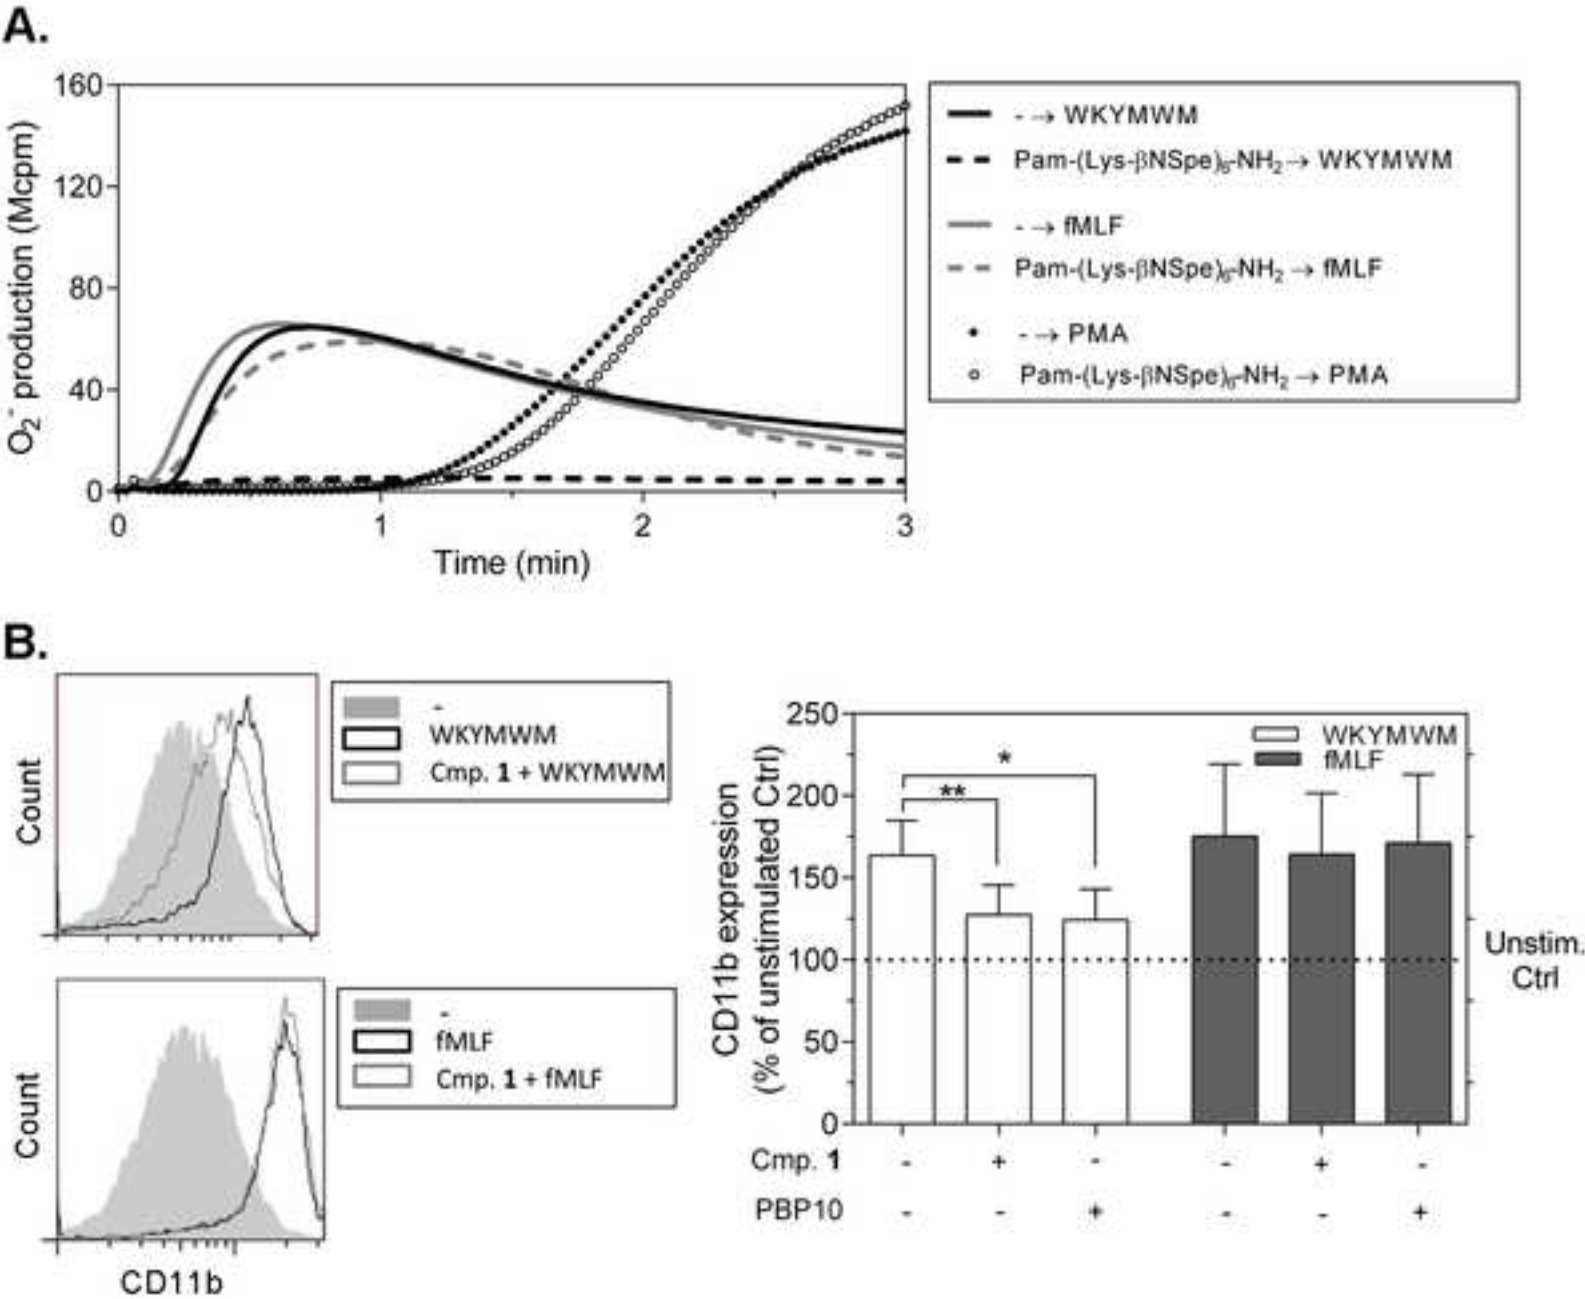 A.
160
120
80
40
0
O2- production (Mcpm)
0 1 2 3
Time (min)
- → WKYMWM
Pam-(Lys-βNSpe)6-NH2 → WKYMWM
- → fMLF
Pam-(Lys-βNSpe)6-NH2 → fMLF
- → PMA
Pam-(Lys-βNSpe)6-NH2 → PMA
B.
Count
-
WKYMWM
Cmp. 1 + WKYMWM
Count
-
fMLF
Cmp. 1 + fMLF
CD11b
CD11b expression
(% of unstimulated Ctrl)
250
200
150
100
50
0
WKYMWM
fMLF
*
**
Unstim.
Ctrl
Cmp. 1 - + - - + -
PBP10 - - + - - +